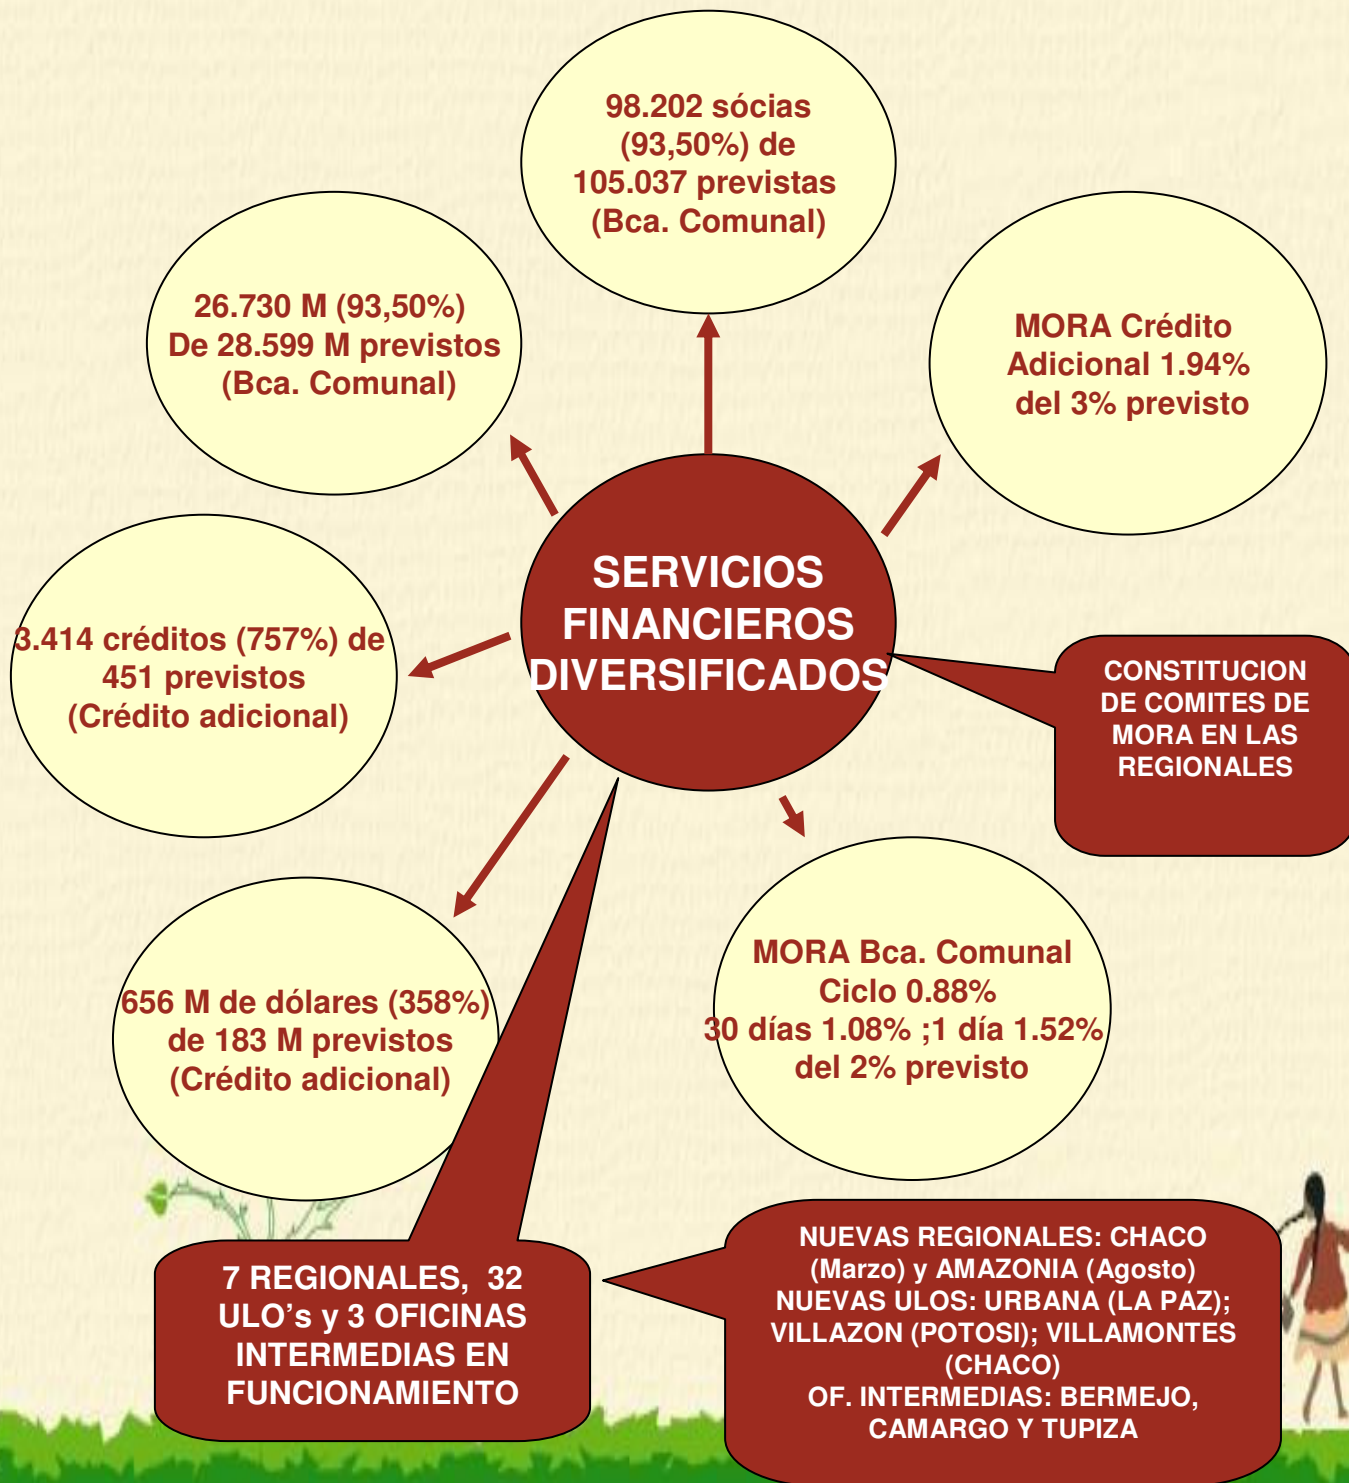 98.202 sócias
(93,50%) de
105.037 previstas
(Bca. Comunal)
26.730 M (93,50%)
De 28.599 M previstos
(Bca. Comunal)
MORA Crédito
Adicional 1.94%
del 3% previsto
SERVICIOS
FINANCIEROS
DIVERSIFICADOS
3.414 créditos (757%) de
451 previstos
(Crédito adicional)
CONSTITUCION
DE COMITES DE
MORA EN LAS
REGIONALES
656 M de dólares (358%)
de 183 M previstos
(Crédito adicional)
MORA Bca. Comunal
Ciclo 0.88%
30 días 1.08% ;1 día 1.52%
del 2% previsto
7 REGIONALES, 32
ULO's y 3 OFICINAS
INTERMEDIAS EN
FUNCIONAMIENTO
NUEVAS REGIONALES: CHACO
(Marzo) y AMAZONIA (Agosto)
NUEVAS ULOS: URBANA (LA PAZ);
VILLAZON (POTOSI); VILLAMONTES
(CHACO)
OF. INTERMEDIAS: BERMEJO,
CAMARGO Y TUPIZA